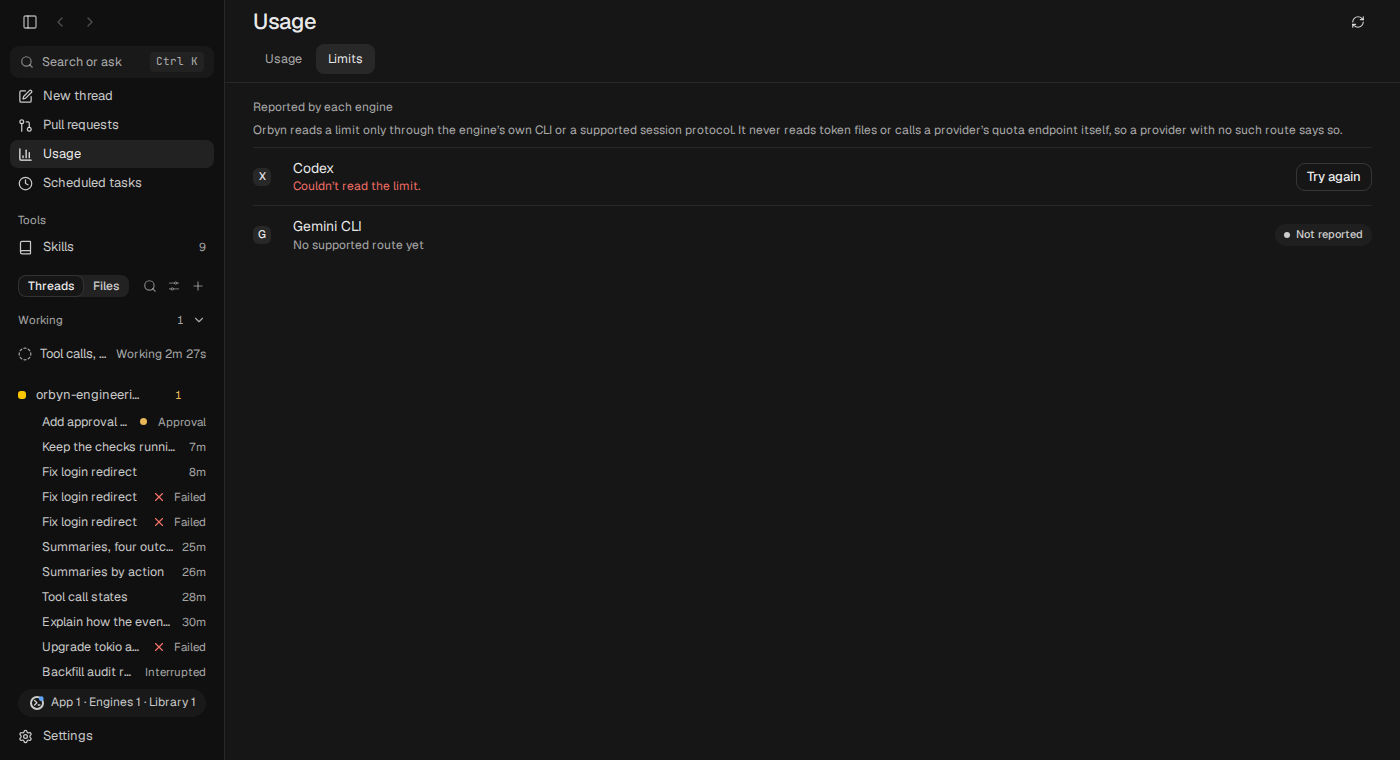 Usage
Search or ask Ctrl K
New thread
Pull requests
Usage
Scheduled tasks
Tools
Skills 9
Threads Files
Working 1
Tool calls, ... Working 2m 27s
orbyn-engineeri... 1
Add approval ... Approval
Keep the checks runni... 7m
Fix login redirect 8m
Fix login redirect Failed
Fix login redirect Failed
Summaries, four outc... 25m
Summaries by action 26m
Tool call states 28m
Explain how the even... 30m
Upgrade tokio a... Failed
Backfill audit r... Interrupted
App 1 · Engines 1 · Library 1
Settings
Usage Limits
Reported by each engine
Orbyn reads a limit only through the engine's own CLI or a supported session protocol. It never reads token files or calls a provider's quota endpoint itself, so a provider with no such route says so.
X Codex
Couldn't read the limit.
Try again
G Gemini CLI
No supported route yet
Not reported